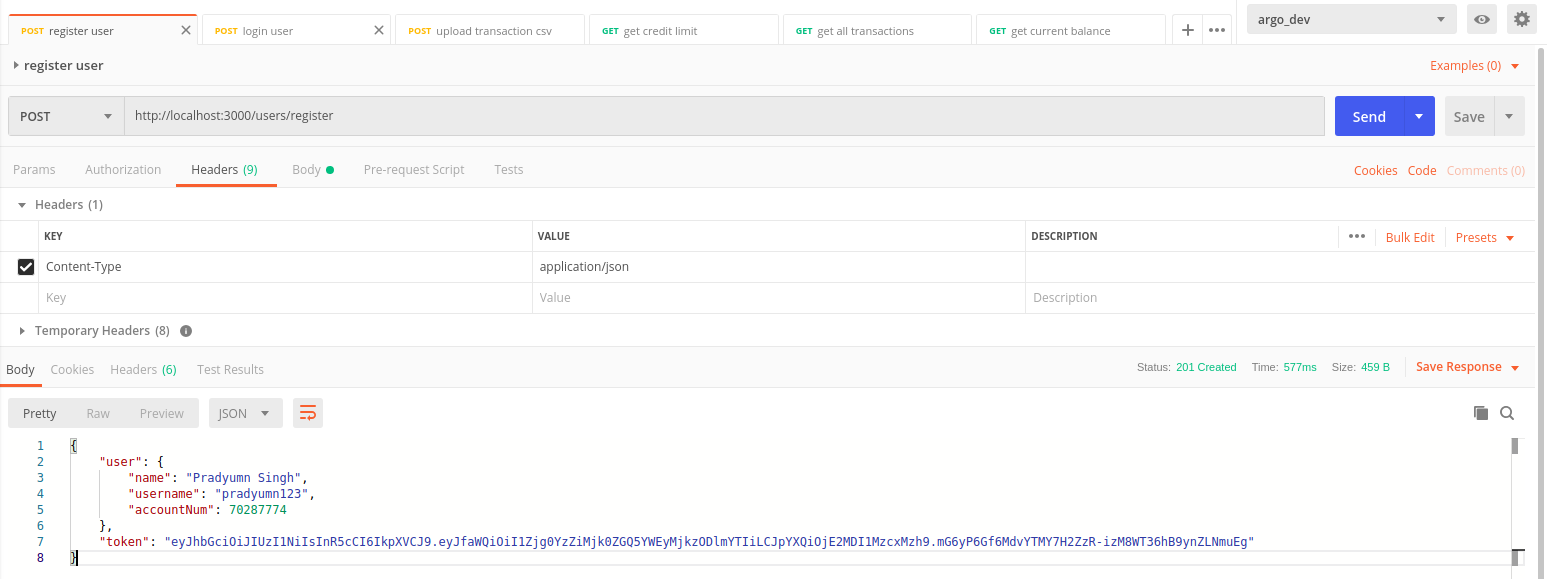 POST register user
POST login user
POST upload transaction csv
GET get credit limit
GET get all transactions
GET get current balance
argo_dev
register user
Examples (0)
POST
http://localhost:3000/users/register
Send
Save
Params
Authorization
Headers (9)
Body
Pre-request Script
Tests
Cookies
Code
Comments (0)
Headers (1)
KEY
VALUE
DESCRIPTION
Bulk Edit
Presets
Content-Type
application/json
Key
Value
Description
Temporary Headers (8)
Body
Cookies
Headers (6)
Test Results
Status: 201 Created
Time: 577ms
Size: 459 B
Save Response
Pretty
Raw
Preview
JSON
1 {
2 "user": {
3 "name": "Pradyumn Singh",
4 "username": "pradyumn123",
5 "accountNum": 70287774
6 },
7 "token": "eyJhbGciOiJIUzI1NiIsInR5cCI6IkpXVCJ9.eyJfaWQiOiI1Zjg0YzZiMjk0ZGQ5YWEyMjkzODlmYTIiLCJpYXQiOjE2MDI1MzcxMzh9.mG6yP6Gf6MdvYTMY7H2ZzR-izM8WT36hB9ynZLNmuEg"
8 }